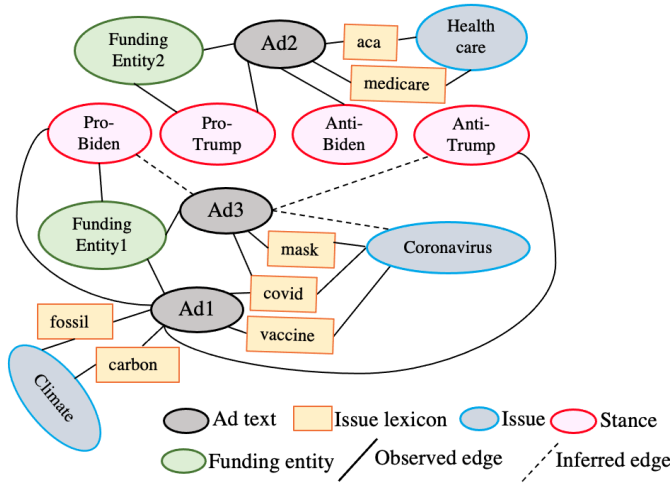 Funding
Entity2
Ad2
aca
Health
care
medicare
Pro-
Biden
Pro-
Trump
Anti-
Biden
Anti-
Trump
Ad3
Funding
Entity1
mask
Coronavirus
covid
Ad1
vaccine
fossil
carbon
Climate
Ad text
Issue lexicon
Issue
Stance
Funding entity
Observed edge
Inferred edge